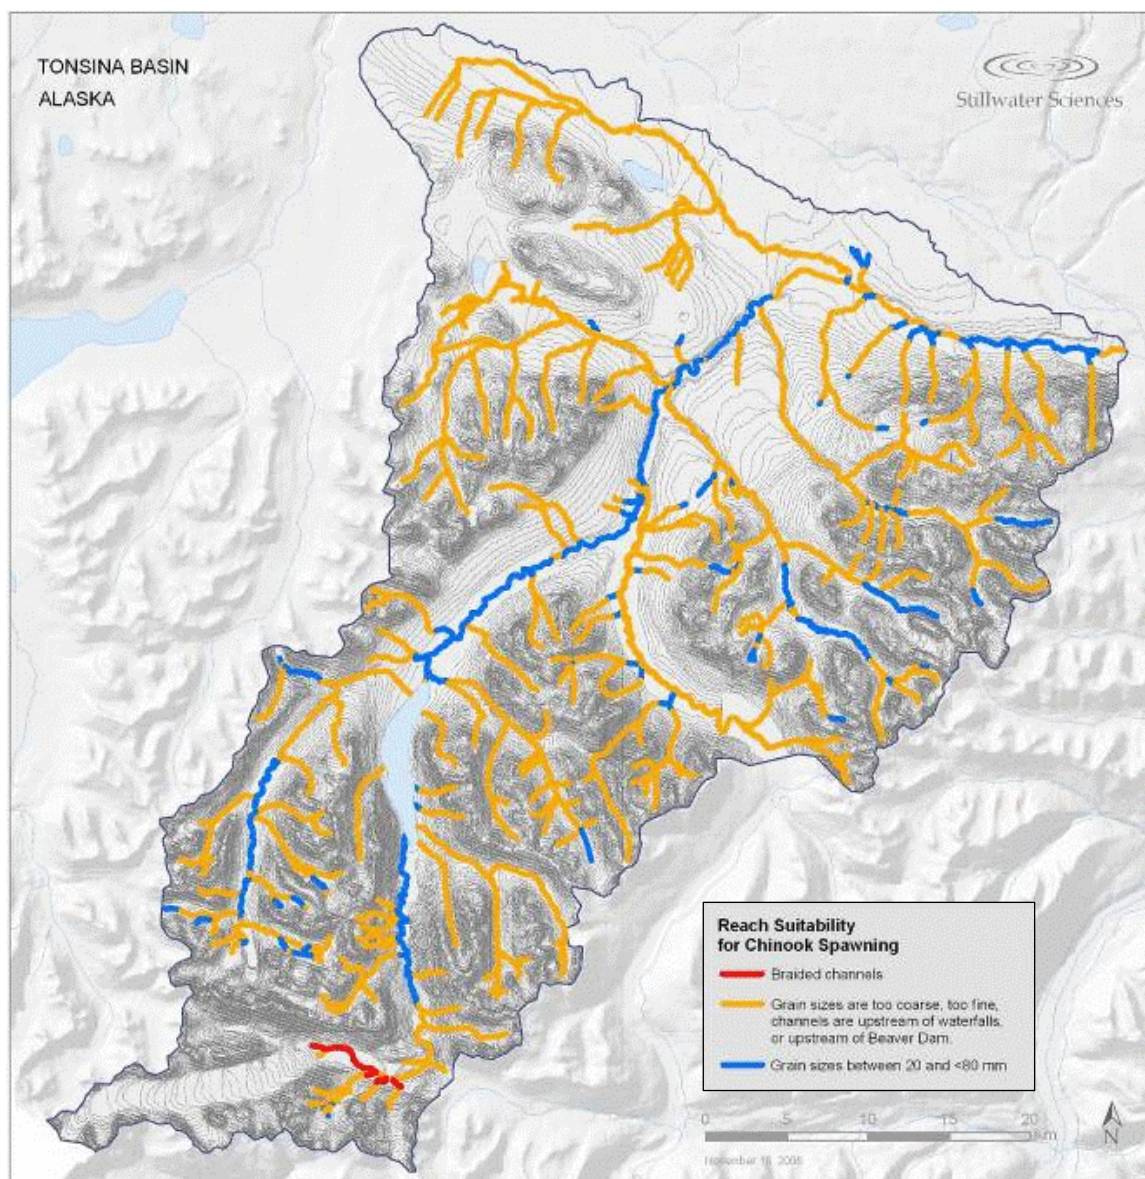 TONSINA BASIN
ALASKA
Stillwater Sciences
Reach Suitability
for Chinook Spawning
Braided channels
Grain sizes are too coarse, too fine,
channels are upstream of waterfalls,
or upstream of Beaver Dam.
Grain sizes between 20 and <80 mm
0 5 10 20
km
N
November